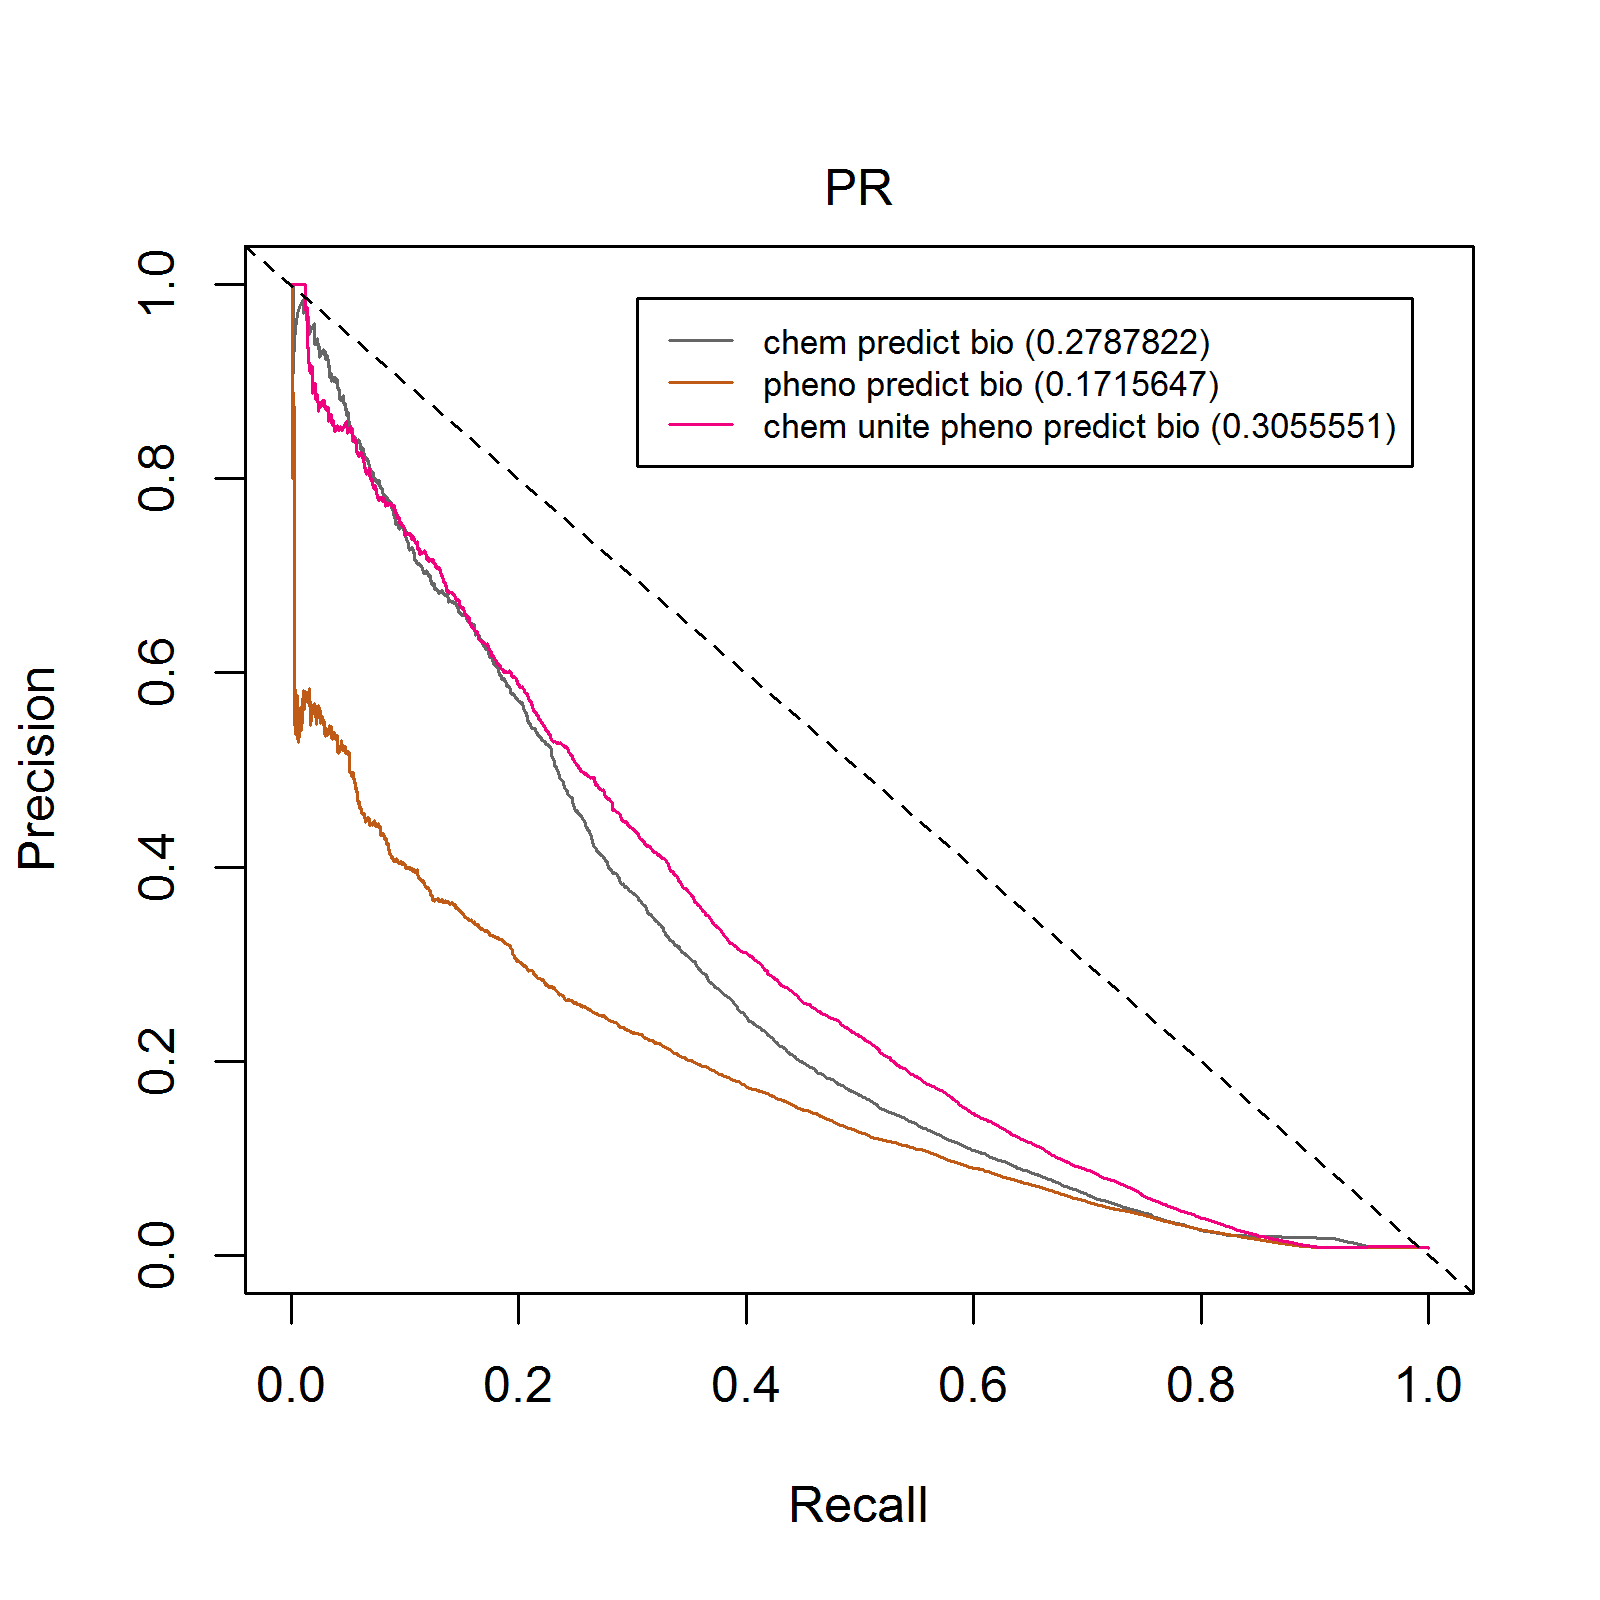 PR
chem predict bio (0.2787822)
pheno predict bio (0.1715647)
chem unite pheno predict bio (0.3055551)
Precision
1.0
0.8
0.6
0.4
0.2
0.0
0.0 0.2 0.4 0.6 0.8 1.0
Recall